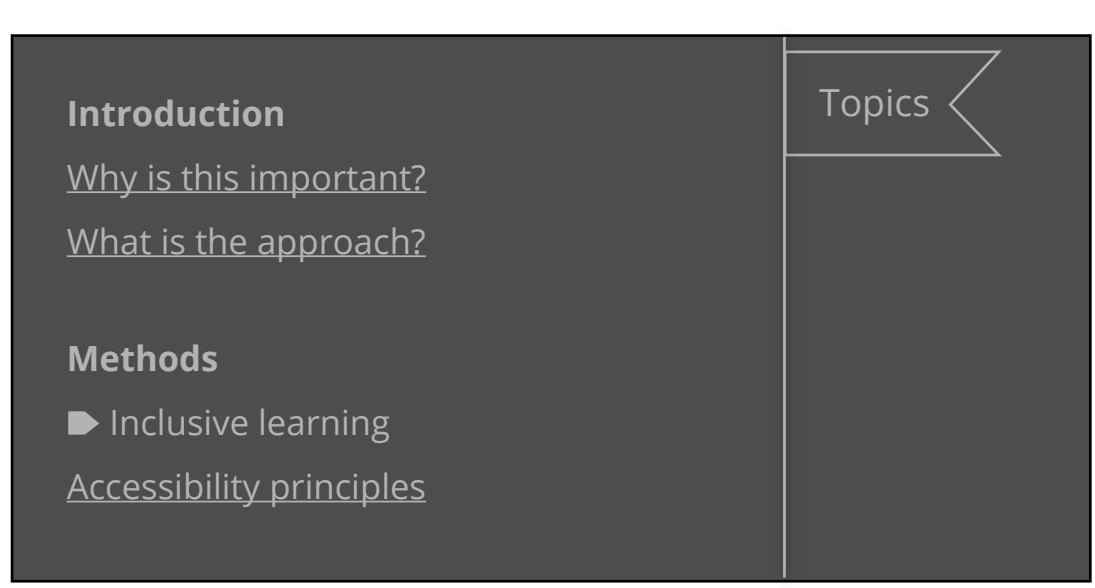 Introduction
Why is this important?
What is the approach?
Methods
Inclusive learning
Accessibility principles
Topics